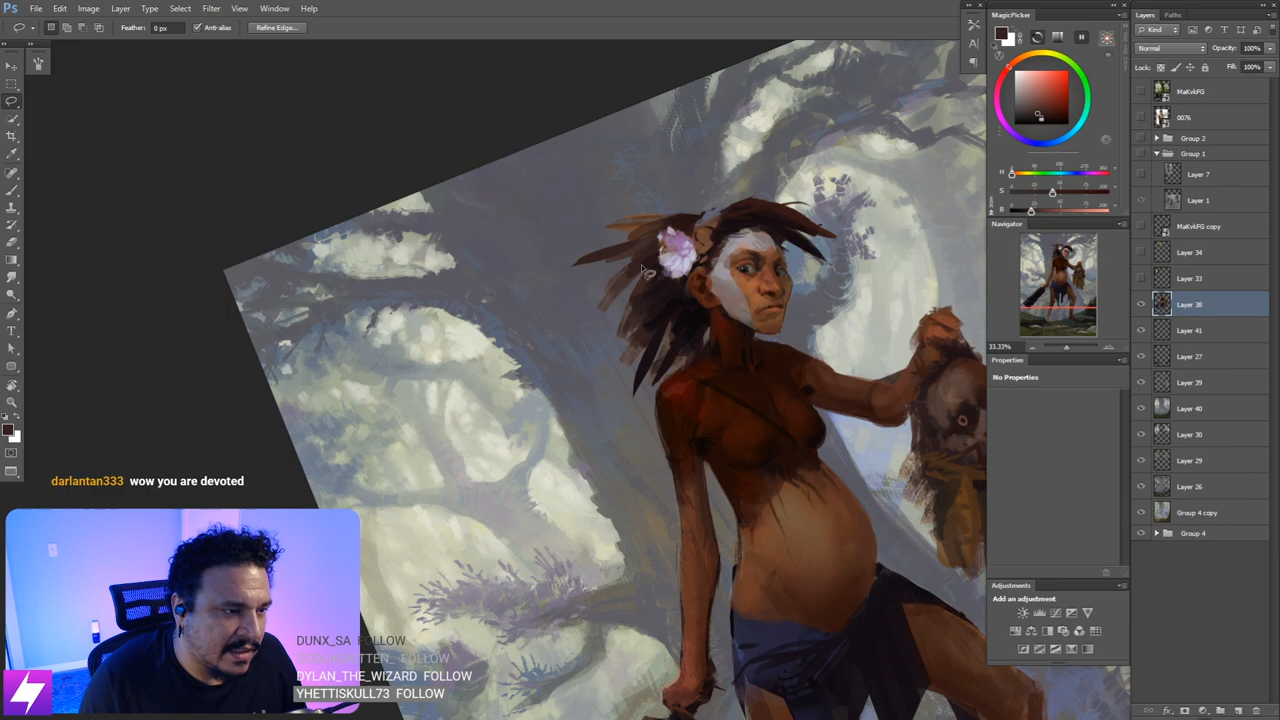 Ps File Edit Image Layer Type Select Filter 3D View Window Help
Feather: 0 px Anti-alias Refine Edge...
MagicPicker
H
H
S
B
Navigator
33.33%
Properties
No Properties
Adjustments
Add an adjustment
Layers Paths
Kind
Normal Opacity: 100%
Lock: Fill: 100%
MaKvkFG
0076
Group 2
Group 1
Layer 7
Layer 1
MaKvkFG copy
Layer 34
Layer 33
Layer 38
Layer 41
Layer 27
Layer 39
Layer 40
Layer 30
Layer 29
Layer 26
Group 4 copy
Group 4
darlantan333 wow you are devoted
DUNX_SA FOLLOW
FOLLOW
DYLAN_THE_WIZARD FOLLOW
YHETTISKULL73 FOLLOW